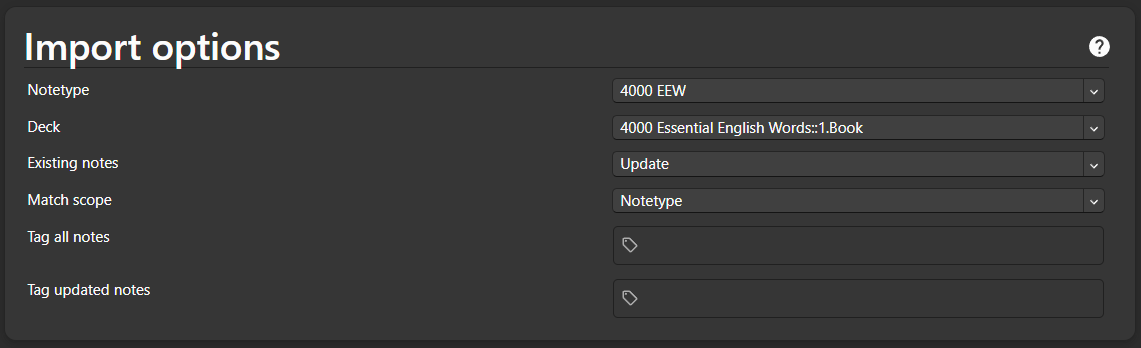 Import options
Notetype 4000 EEW
Deck 4000 Essential English Words::1.Book
Existing notes Update
Match scope Notetype
Tag all notes
Tag updated notes